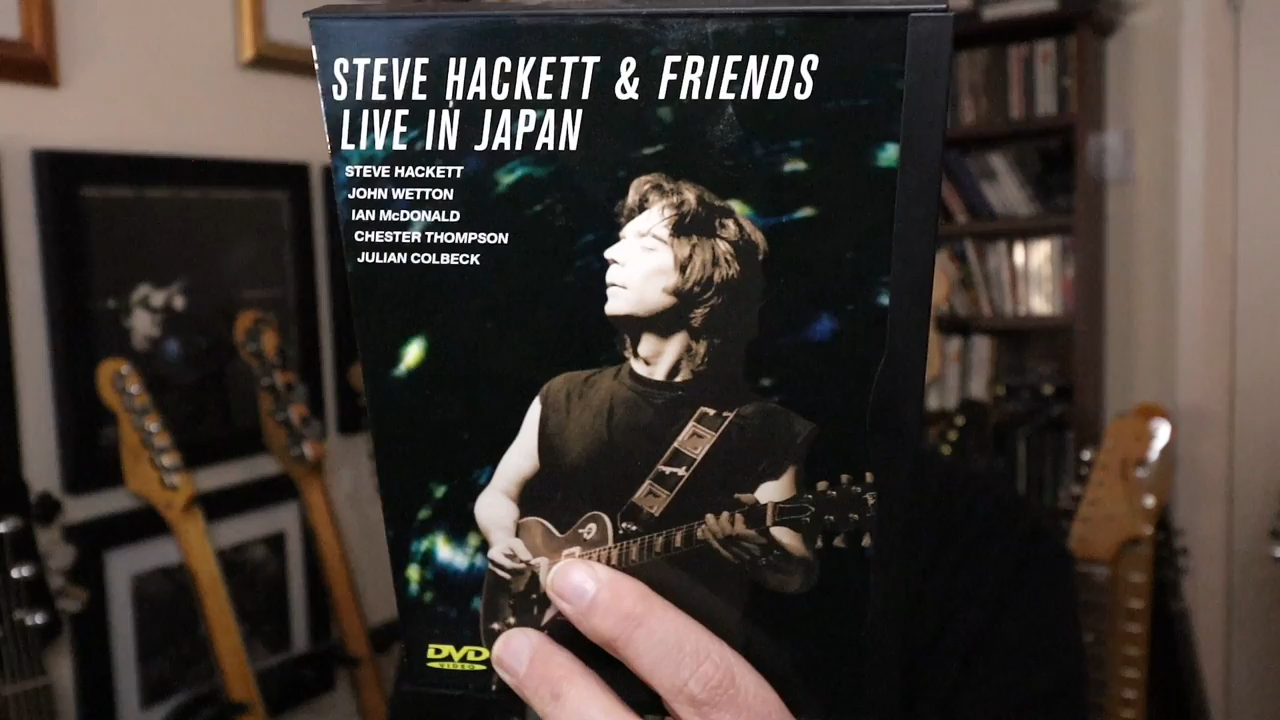 STEVE HACKETT & FRIENDS
LIVE IN JAPAN
STEVE HACKETT
JOHN WETTON
IAN McDONALD
CHESTER THOMPSON
JULIAN COLBECK
DVD
VIDEO